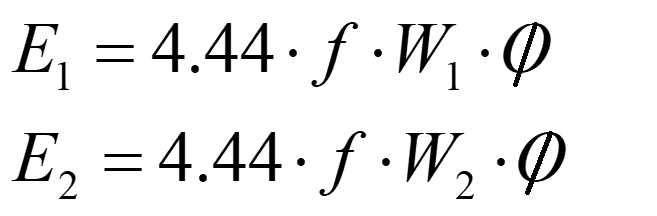 E₁ = 4.44 · f · W₁ · Ø
E₂ = 4.44 · f · W₂ · Ø